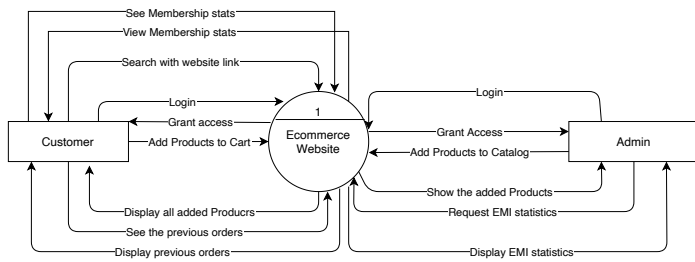 See Membership stats
View Membership stats
Search with website link
Login
Login
1
Grant access
Ecommerce
Website
Grant Access
Customer
Admin
Add Products to Cart
Add Products to Catalog
Show the added Products
Display all added Producrs
Request EMI statistics
See the previous orders
Display previous orders
Display EMI statistics